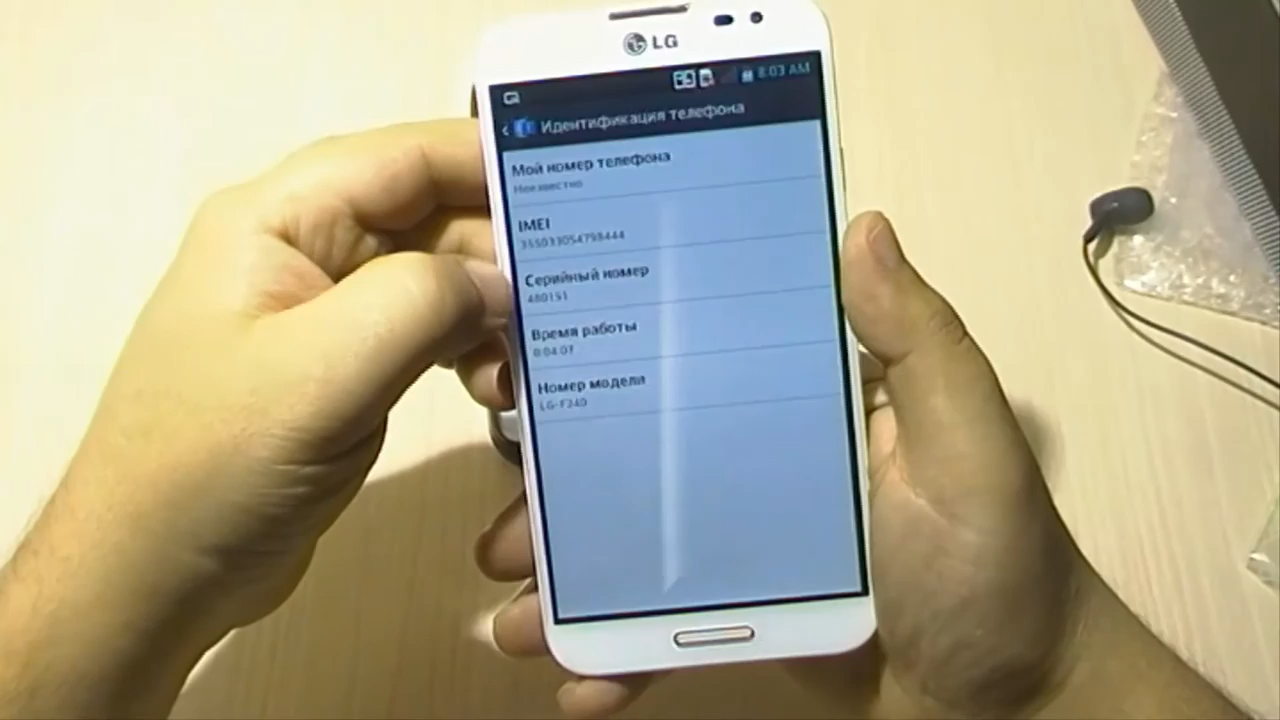 LG
8:03 AM
Идентификация телефона
Мой номер телефона
Неизвестно
IMEI
355033054798444
Серийный номер
480151
Время работы
0:04:07
Номер модели
LG-F240